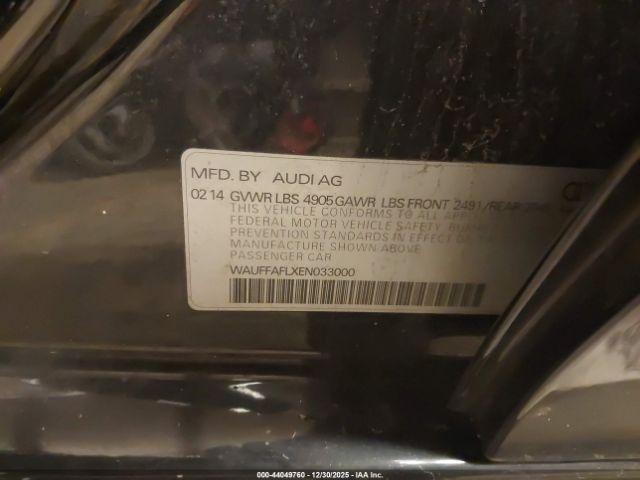 MFD. BY AUDI AG
02 14 GVWR LBS 4905 GAWR LBS FRONT 2491/REAR
THIS VEHICLE CONFORMS TO ALL
FEDERAL MOTOR VEHICLE SAFETY,
PREVENTION STANDARDS IN EFFECT
MANUFACTURE SHOWN ABOVE
PASSENGER CAR
WAUFFAFLXEN033000
000-44049760 - 12/30/2025 - IAA Inc.